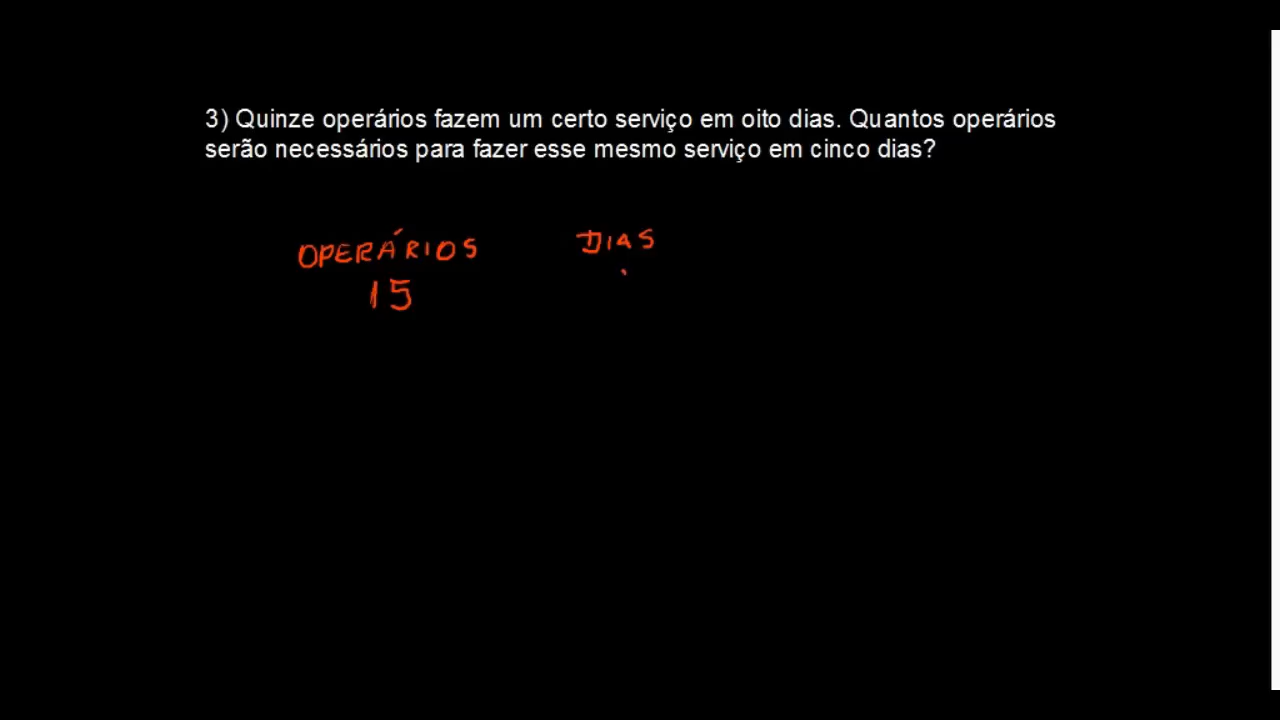 3) Quinze operários fazem um certo serviço em oito dias. Quantos operários
serão necessários para fazer esse mesmo serviço em cinco dias?
OPERÁRIOS DIAS
15